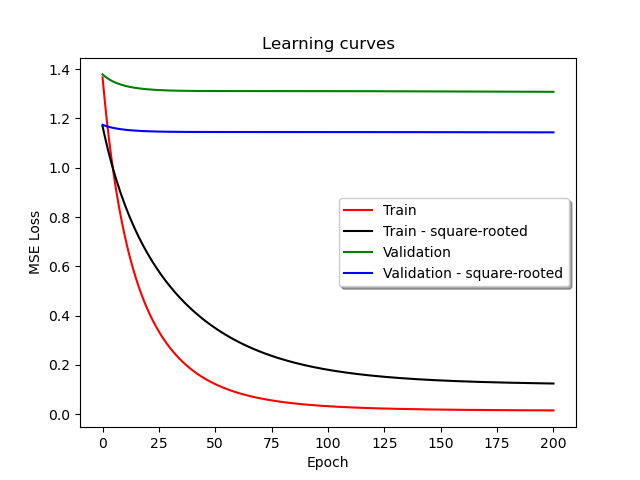 Learning curves
MSE Loss
1.4
1.2
1.0
0.8
0.6
0.4
0.2
0.0
Train
Train - square-rooted
Validation
Validation - square-rooted
0 25 50 75 100 125 150 175 200
Epoch